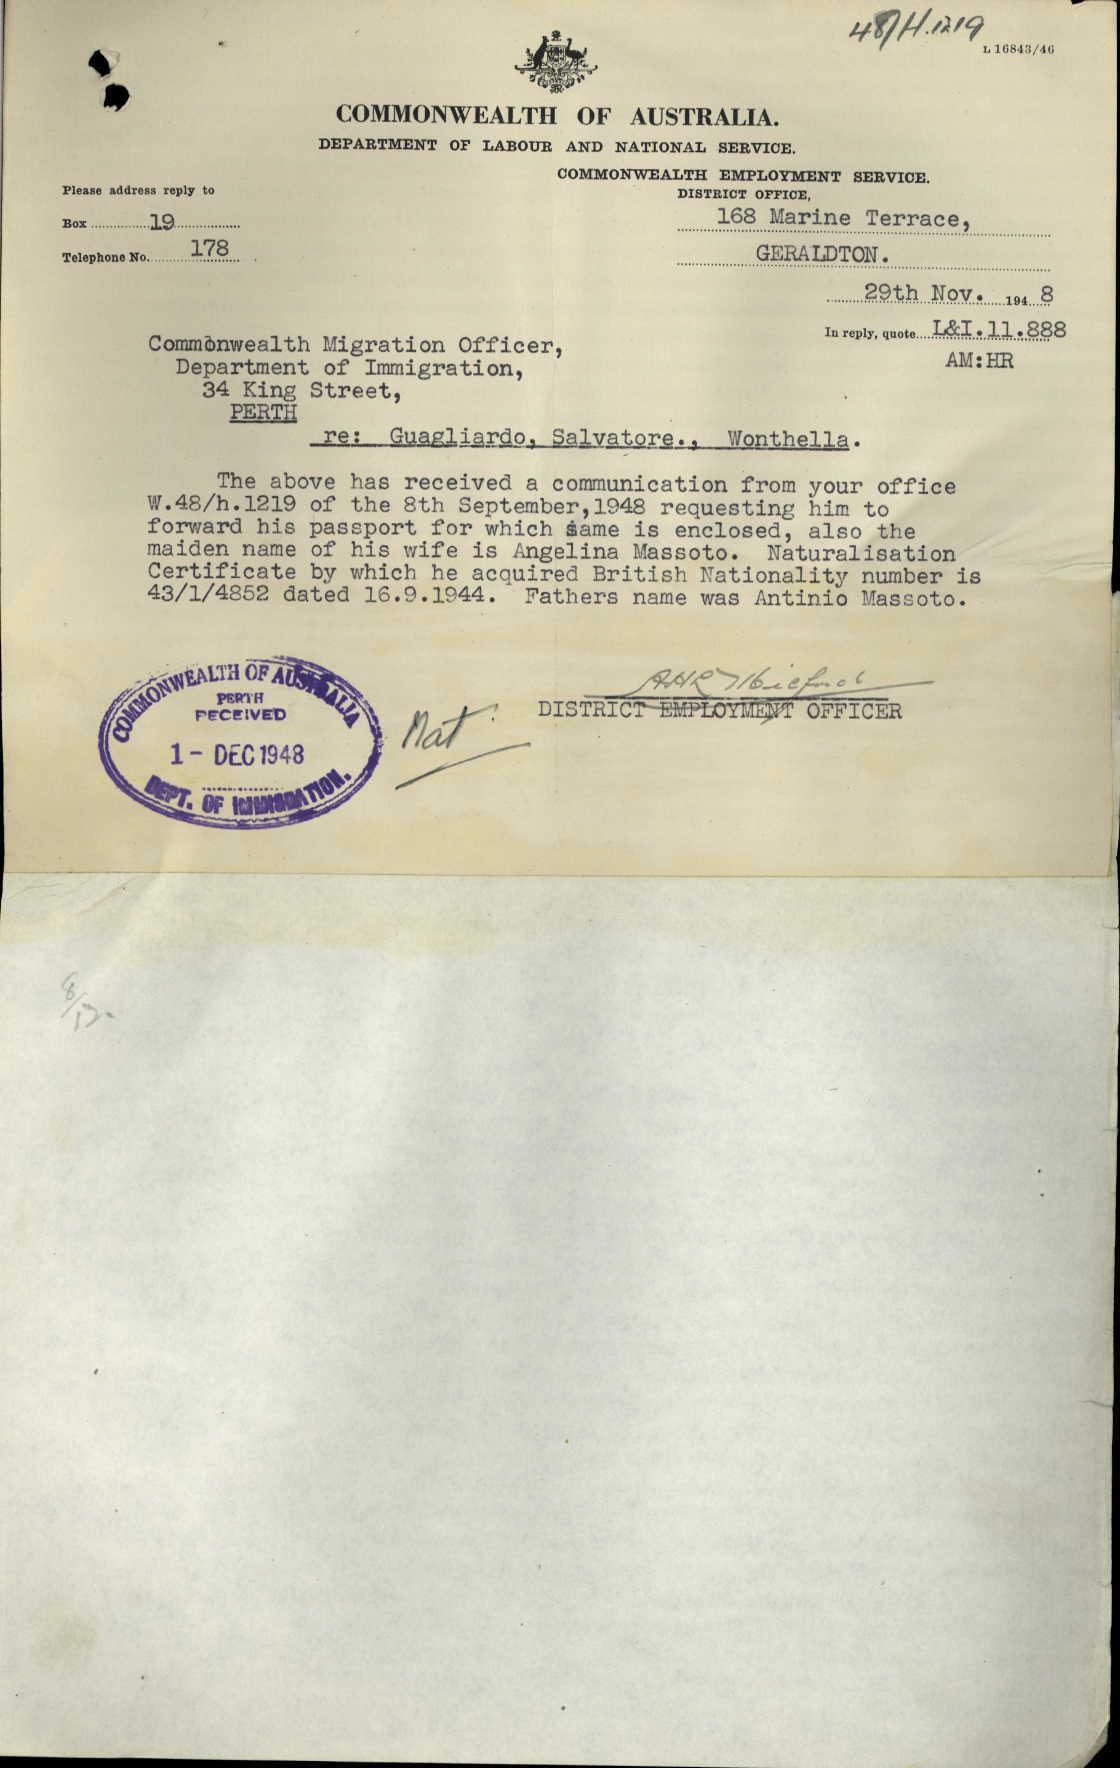 48/H.1219
L 16843/46
COMMONWEALTH OF AUSTRALIA.
DEPARTMENT OF LABOUR AND NATIONAL SERVICE.
COMMONWEALTH EMPLOYMENT SERVICE.
DISTRICT OFFICE,
Please address reply to
Box 19
Telephone No. 178
168 Marine Terrace,
GERALDTON.
29th Nov. 1948
In reply, quote L&I.11.888
AM:HR
Commonwealth Migration Officer,
Department of Immigration,
34 King Street,
PERTH
re: Guagliardo, Salvatore., Wonthella.
The above has received a communication from your office
W.48/h.1219 of the 8th September,1948 requesting him to
forward his passport for which same is enclosed, also the
maiden name of his wife is Angelina Massoto. Naturalisation
Certificate by which he acquired British Nationality number is
43/1/4852 dated 16.9.1944. Fathers name was Antinio Massoto.
DISTRICT EMPLOYMENT OFFICER
COMMONWEALTH OF AUSTRALIA
PERTH
RECEIVED
1 - DEC 1948
DEPT. OF IMMIGRATION.
Nat
8/12.